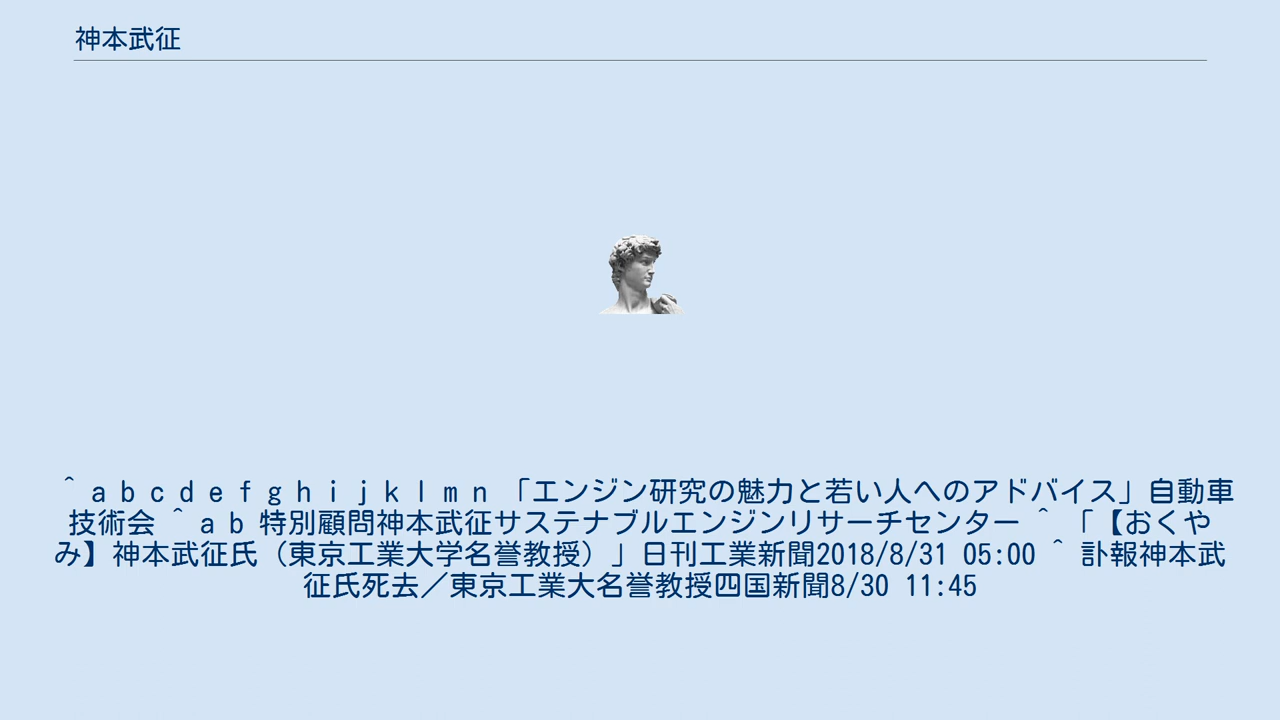 神本武征
^ a b c d e f g h i j k l m n 「エンジン研究の魅力と若い人へのアドバイス」自動車
技術会 ^ a b 特別顧問神本武征サステナブルエンジンリサーチセンター ^ 「【おくや
み】神本武征氏（東京工業大学名誉教授）」日刊工業新聞2018/8/31 05:00 ^ 訃報神本武
征氏死去／東京工業大名誉教授四国新聞8/30 11:45